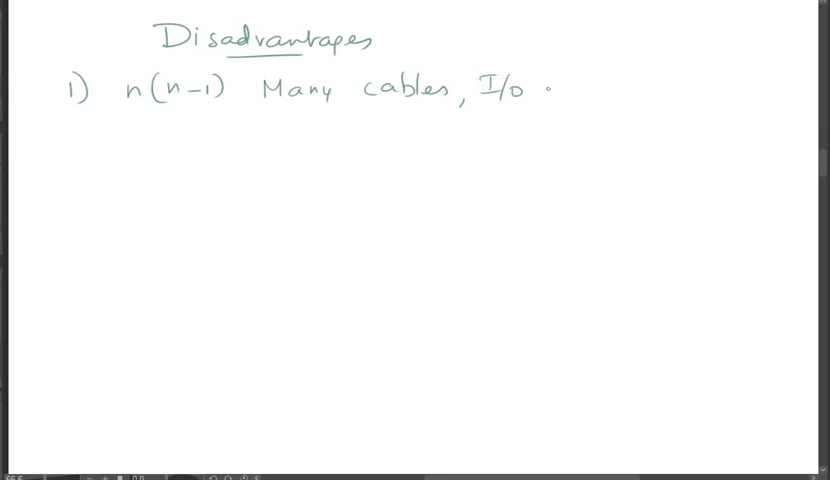 Disadvantages
1) n(n-1) Many cables, I/O